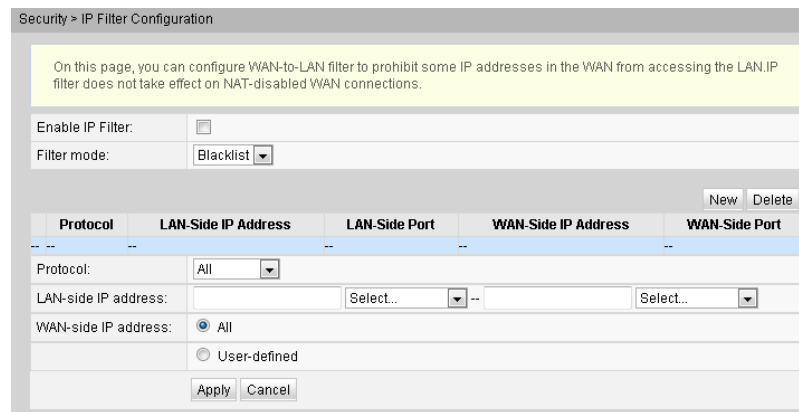 Security > IP Filter Configuration
On this page, you can configure WAN-to-LAN filter to prohibit some IP addresses in the WAN from accessing the LAN.IP
filter does not take effect on NAT-disabled WAN connections.
Enable IP Filter:
Filter mode: Blacklist
New Delete
Protocol LAN-Side IP Address LAN-Side Port WAN-Side IP Address WAN-Side Port
-- -- -- -- -- --
Protocol: All
LAN-side IP address: Select... -- Select...
WAN-side IP address: All
User-defined
Apply Cancel